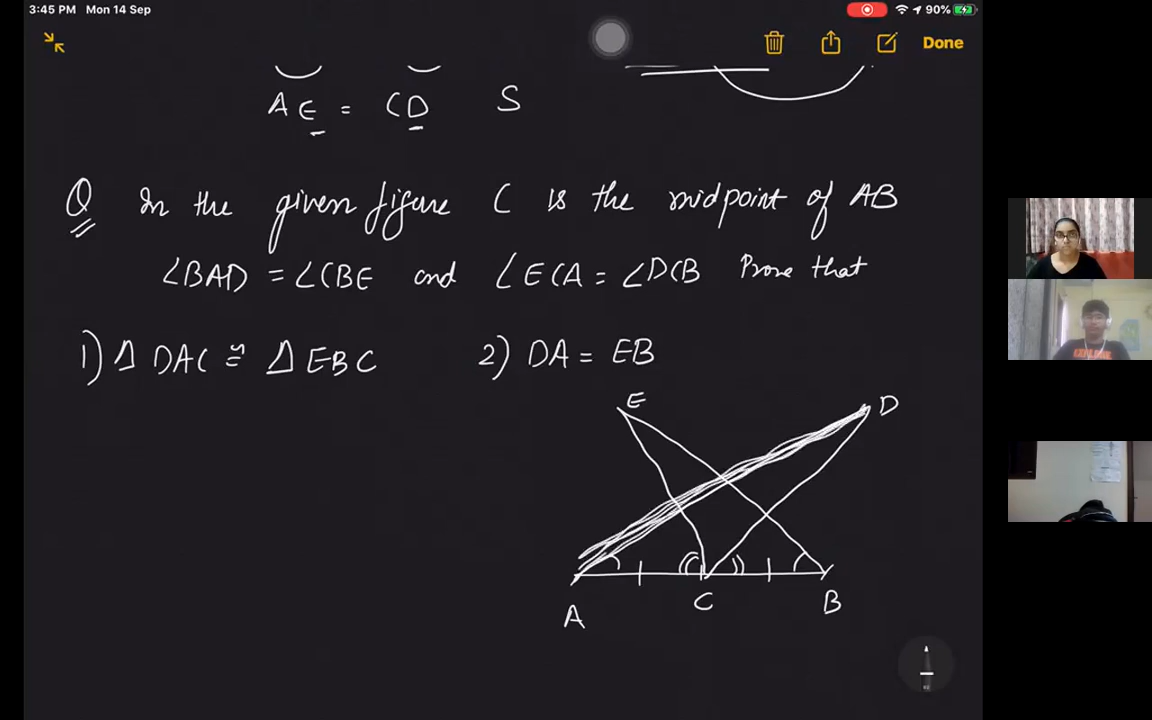 3:45 PM Mon 14 Sep
90%
Done
AE = CD S
Q In the given figure C is the midpoint of AB
∠BAD = ∠CBE and ∠ECA = ∠DCB Prove that
1) Δ DAC ≅ Δ EBC 2) DA = EB
E
D
A
C
B